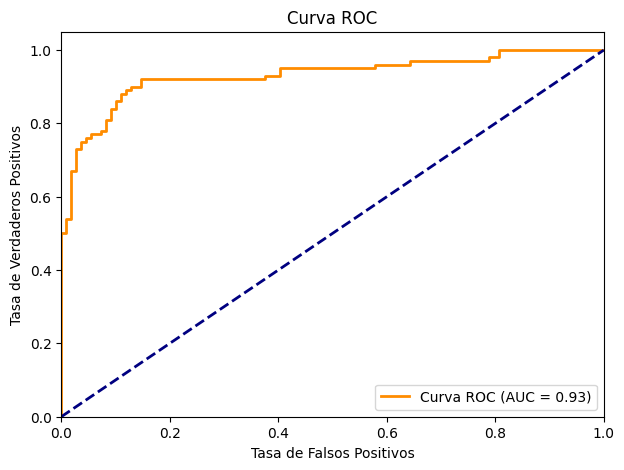 Curva ROC
Tasa de Verdaderos Positivos
1.0
0.8
0.6
0.4
0.2
0.0
0.0 0.2 0.4 0.6 0.8 1.0
Tasa de Falsos Positivos
Curva ROC (AUC = 0.93)